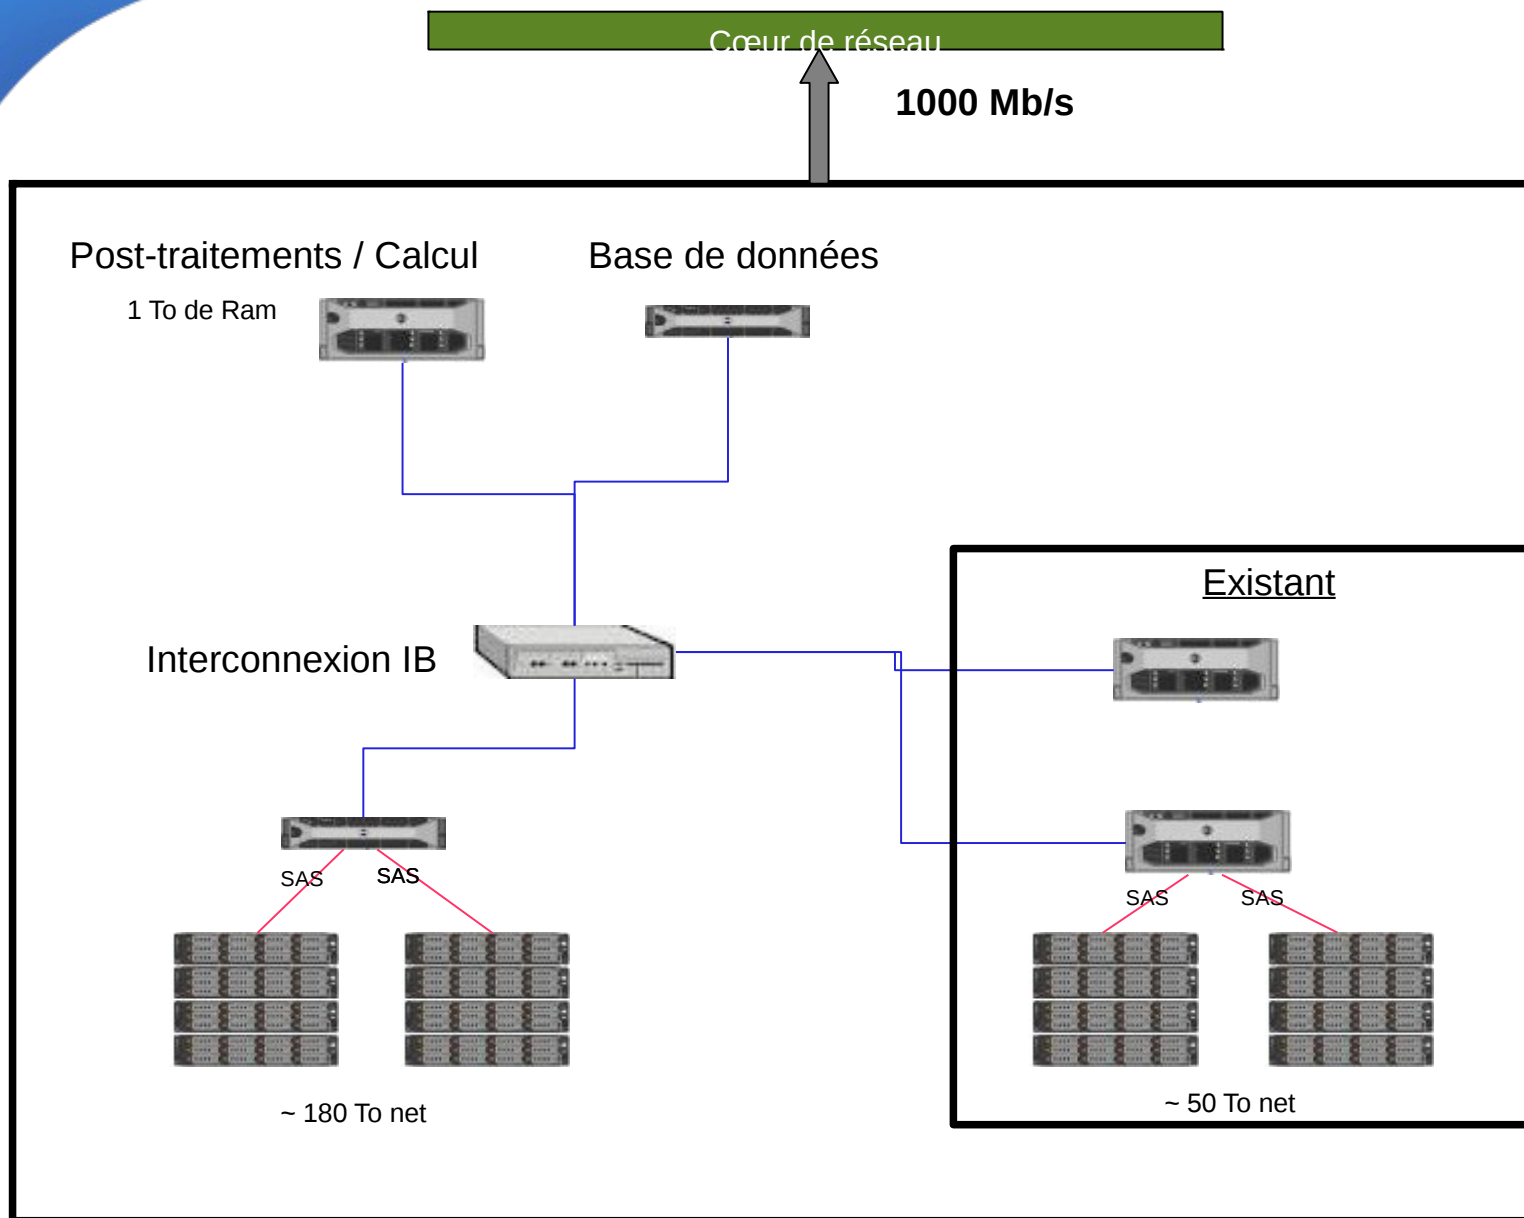 Cœur de réseau
1000 Mb/s
Post-traitements / Calcul
Base de données
1 To de Ram
Existant
Interconnexion IB
SAS
SAS
SAS
SAS
~ 180 To net
~ 50 To net